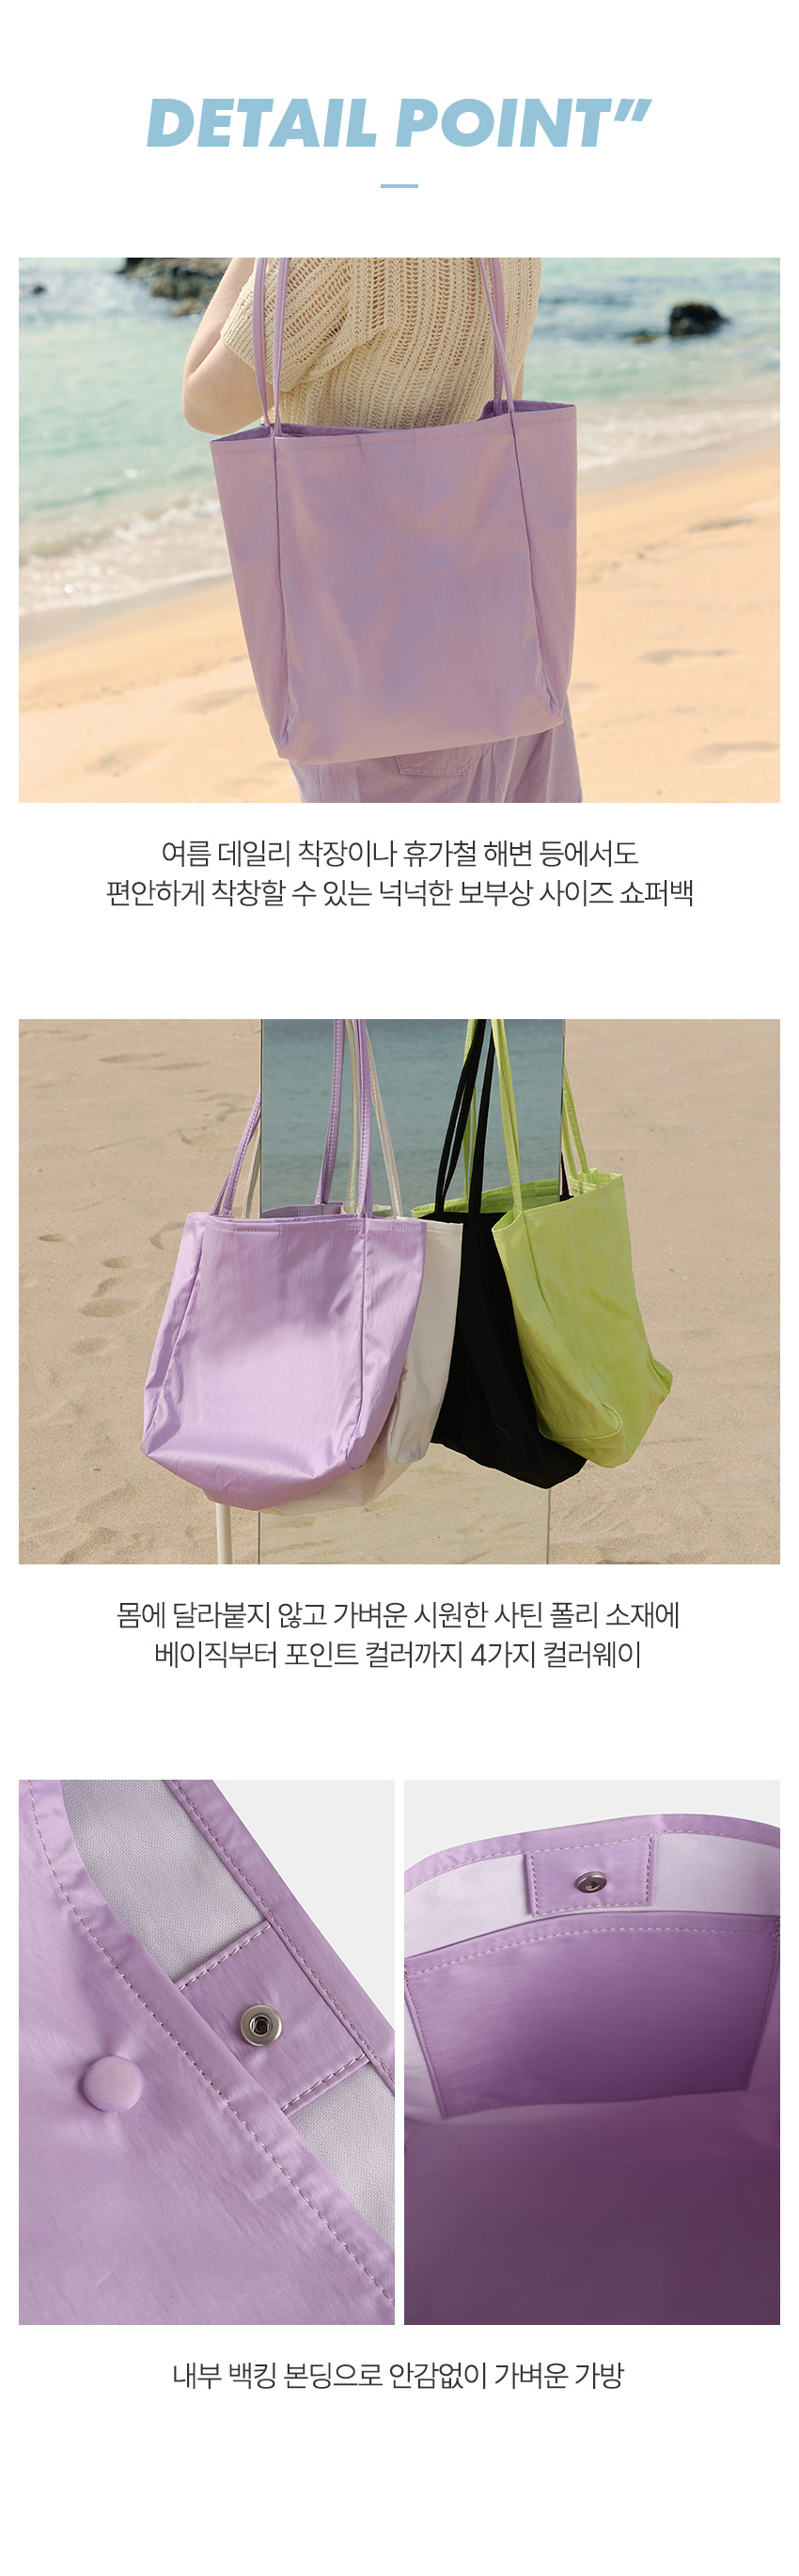 DETAIL POINT”
여름 데일리 착장이나 휴가철 해변 등에서도
편안하게 착창할 수 있는 넉넉한 보부상 사이즈 쇼퍼백
몸에 달라붙지 않고 가벼운 시원한 사틴 폴리 소재에
베이직부터 포인트 컬러까지 4가지 컬러웨이
내부 백킹 본딩으로 안감없이 가벼운 가방